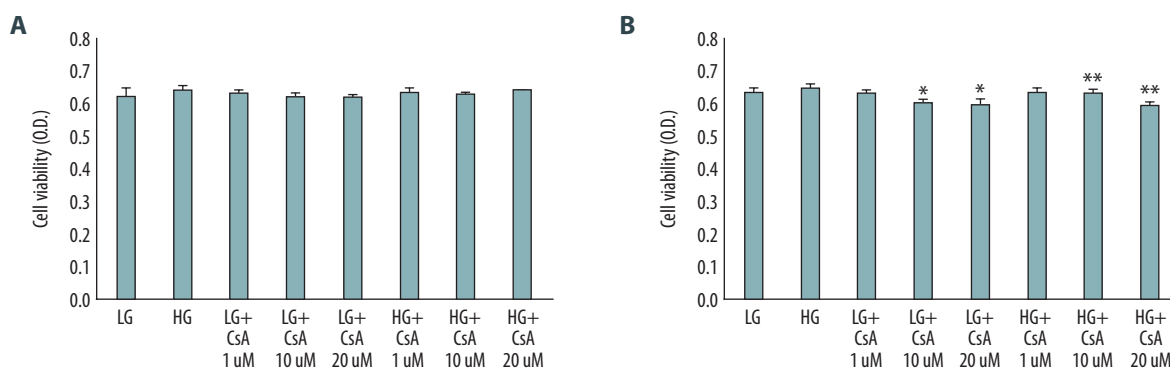 A
Cell viability (O.D.)
0.8
0.7
0.6
0.5
0.4
0.3
0.2
0.1
0.0
LG
HG
LG+
CsA
1 uM
LG+
CsA
10 uM
LG+
CsA
20 uM
HG+
CsA
1 uM
HG+
CsA
10 uM
HG+
CsA
20 uM
B
Cell viability (O.D.)
0.8
0.7
0.6
0.5
0.4
0.3
0.2
0.1
0.0
*
*
**
**
LG
HG
LG+
CsA
1 uM
LG+
CsA
10 uM
LG+
CsA
20 uM
HG+
CsA
1 uM
HG+
CsA
10 uM
HG+
CsA
20 uM